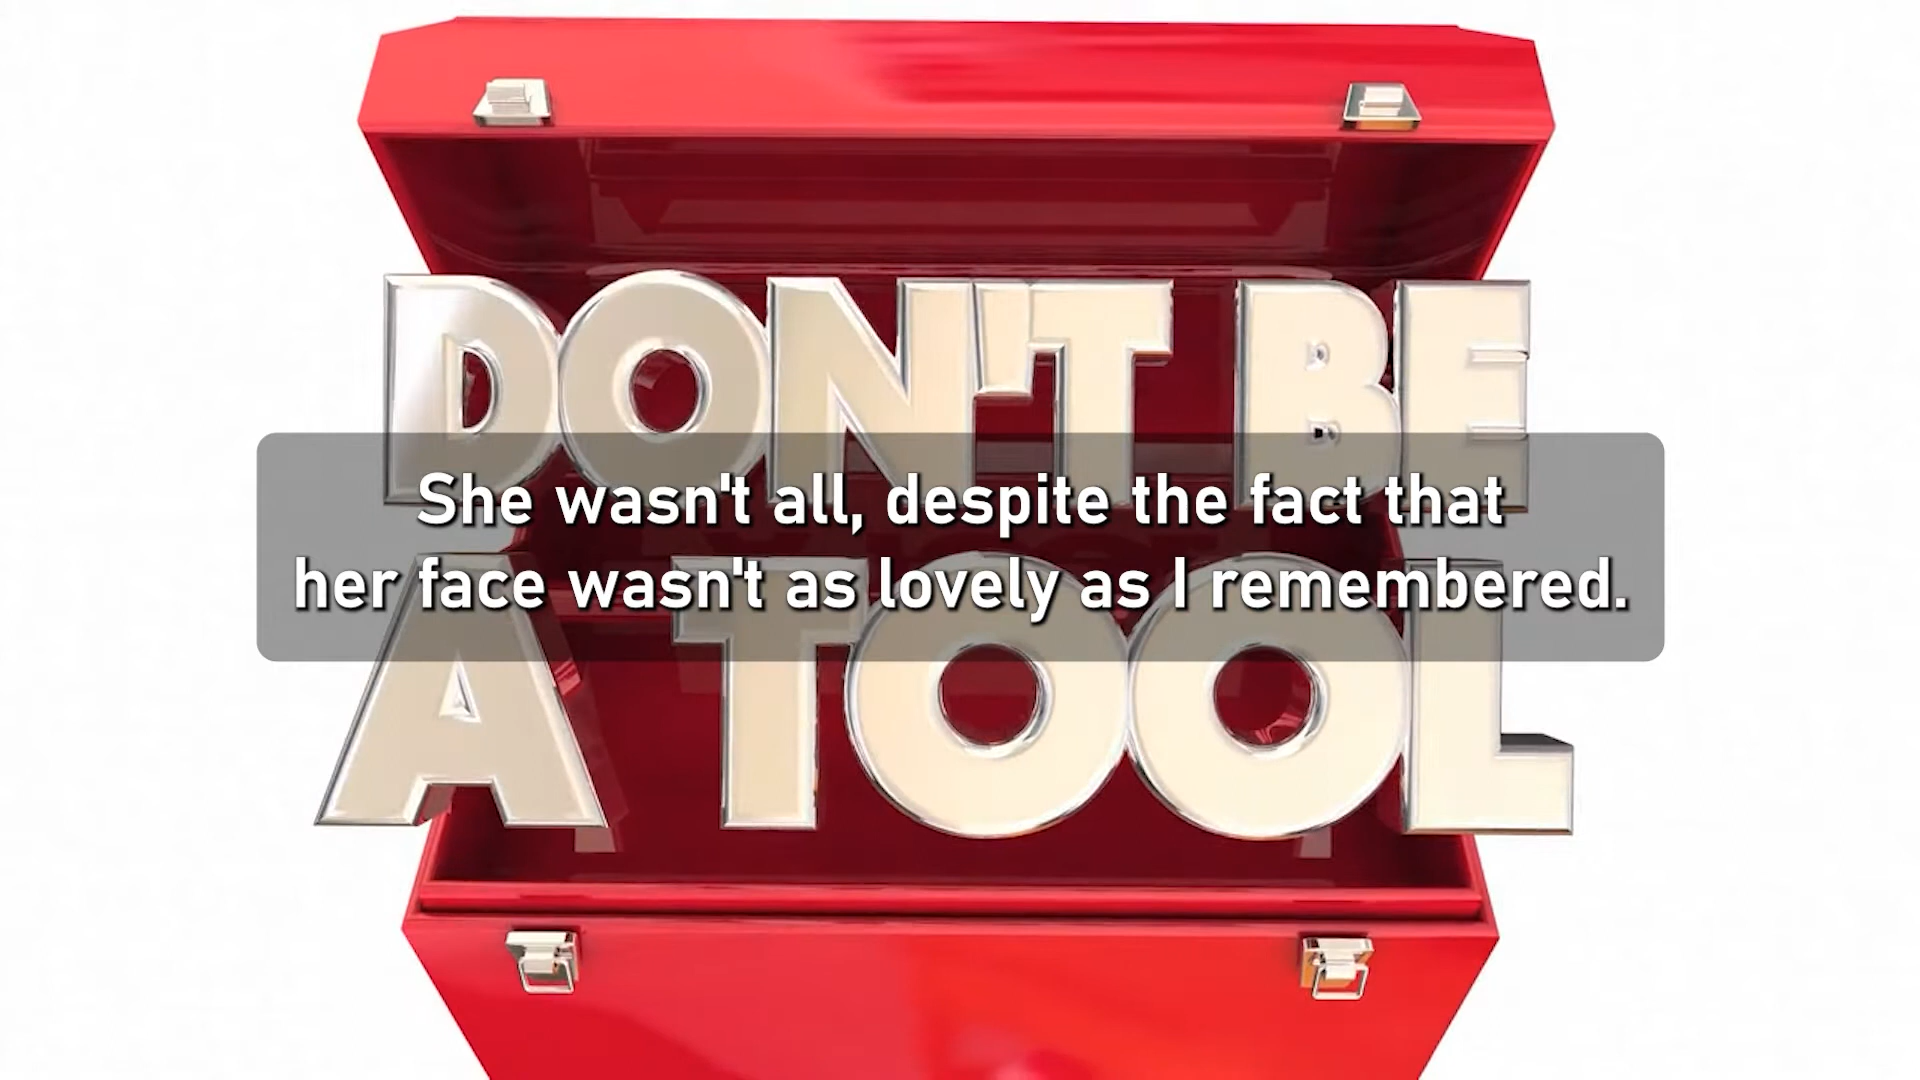 DON'T BE
She wasn't all, despite the fact that
her face wasn't as lovely as I remembered.
A TOOL